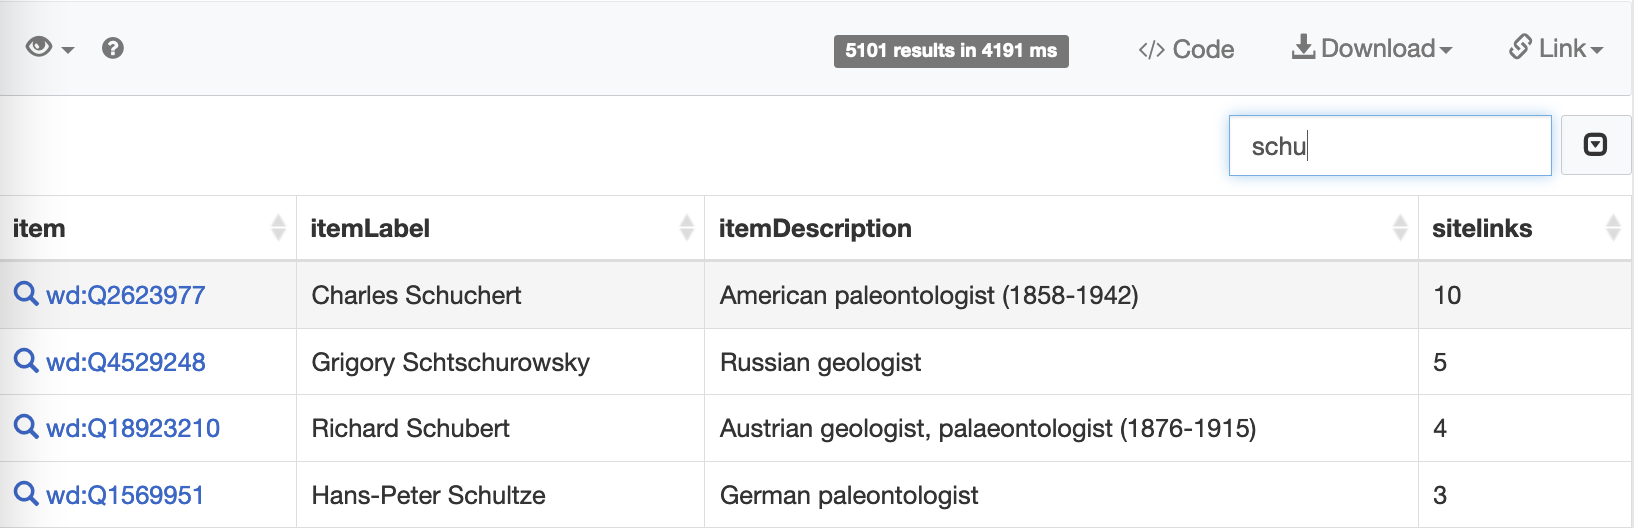 5101 results in 4191 ms </> Code Download Link
schu
item itemLabel itemDescription sitelinks
wd:Q2623977 Charles Schuchert American paleontologist (1858-1942) 10
wd:Q4529248 Grigory Schtschurowsky Russian geologist 5
wd:Q18923210 Richard Schubert Austrian geologist, palaeontologist (1876-1915) 4
wd:Q1569951 Hans-Peter Schultze German paleontologist 3